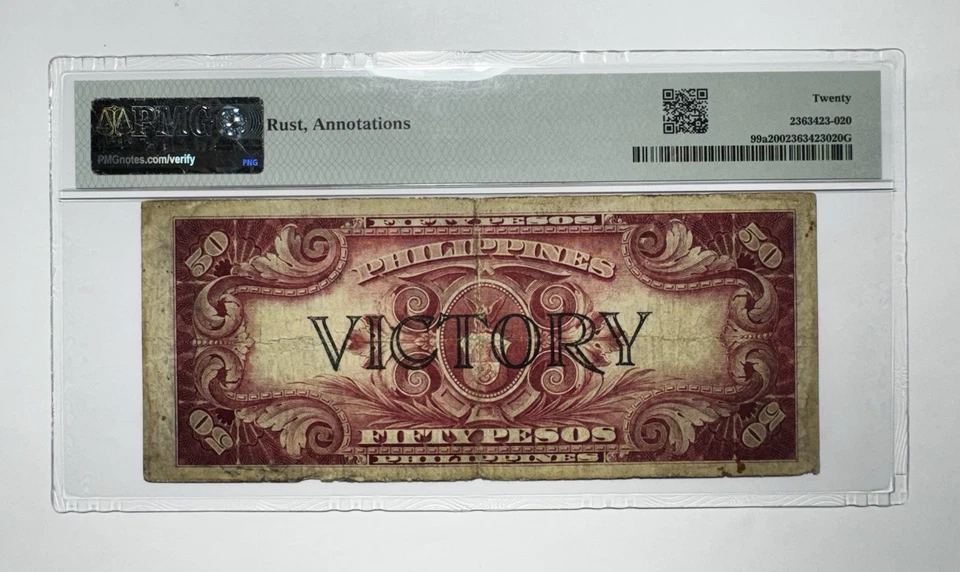 PMG
PMGnotes.com/verify
PNG
Rust, Annotations
Twenty
2363423-020
99a2002363423020G
FIFTY PESOS
50
50
PHILIPPINES
VICTORY
50
50
FIFTY PESOS
PHILIPPINES